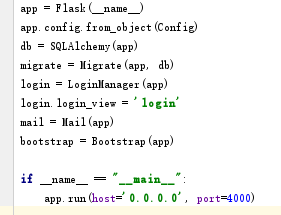 app = Flask(__name__)
app.config.from_object(Config)
db = SQLAlchemy(app)
migrate = Migrate(app, db)
login = LoginManager(app)
login.login_view = 'login'
mail = Mail(app)
bootstrap = Bootstrap(app)
if __name__ == "__main__":
    app.run(host='0.0.0.0', port=4000)